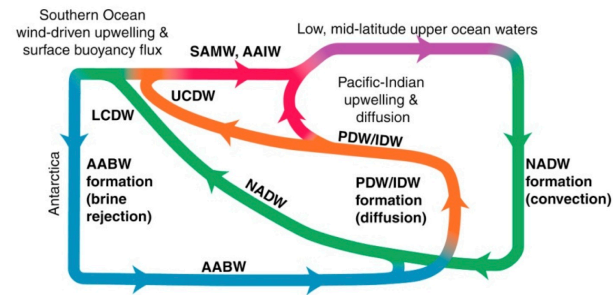 Southern Ocean
wind-driven upwelling &
surface buoyancy flux
Low, mid-latitude upper ocean waters
SAMW, AAIW
Pacific-Indian
upwelling &
diffusion
UCDW
LCDW
PDW/IDW
Antarctica
AABW
formation
(brine
rejection)
NADW
PDW/IDW
formation
(diffusion)
NADW
formation
(convection)
AABW